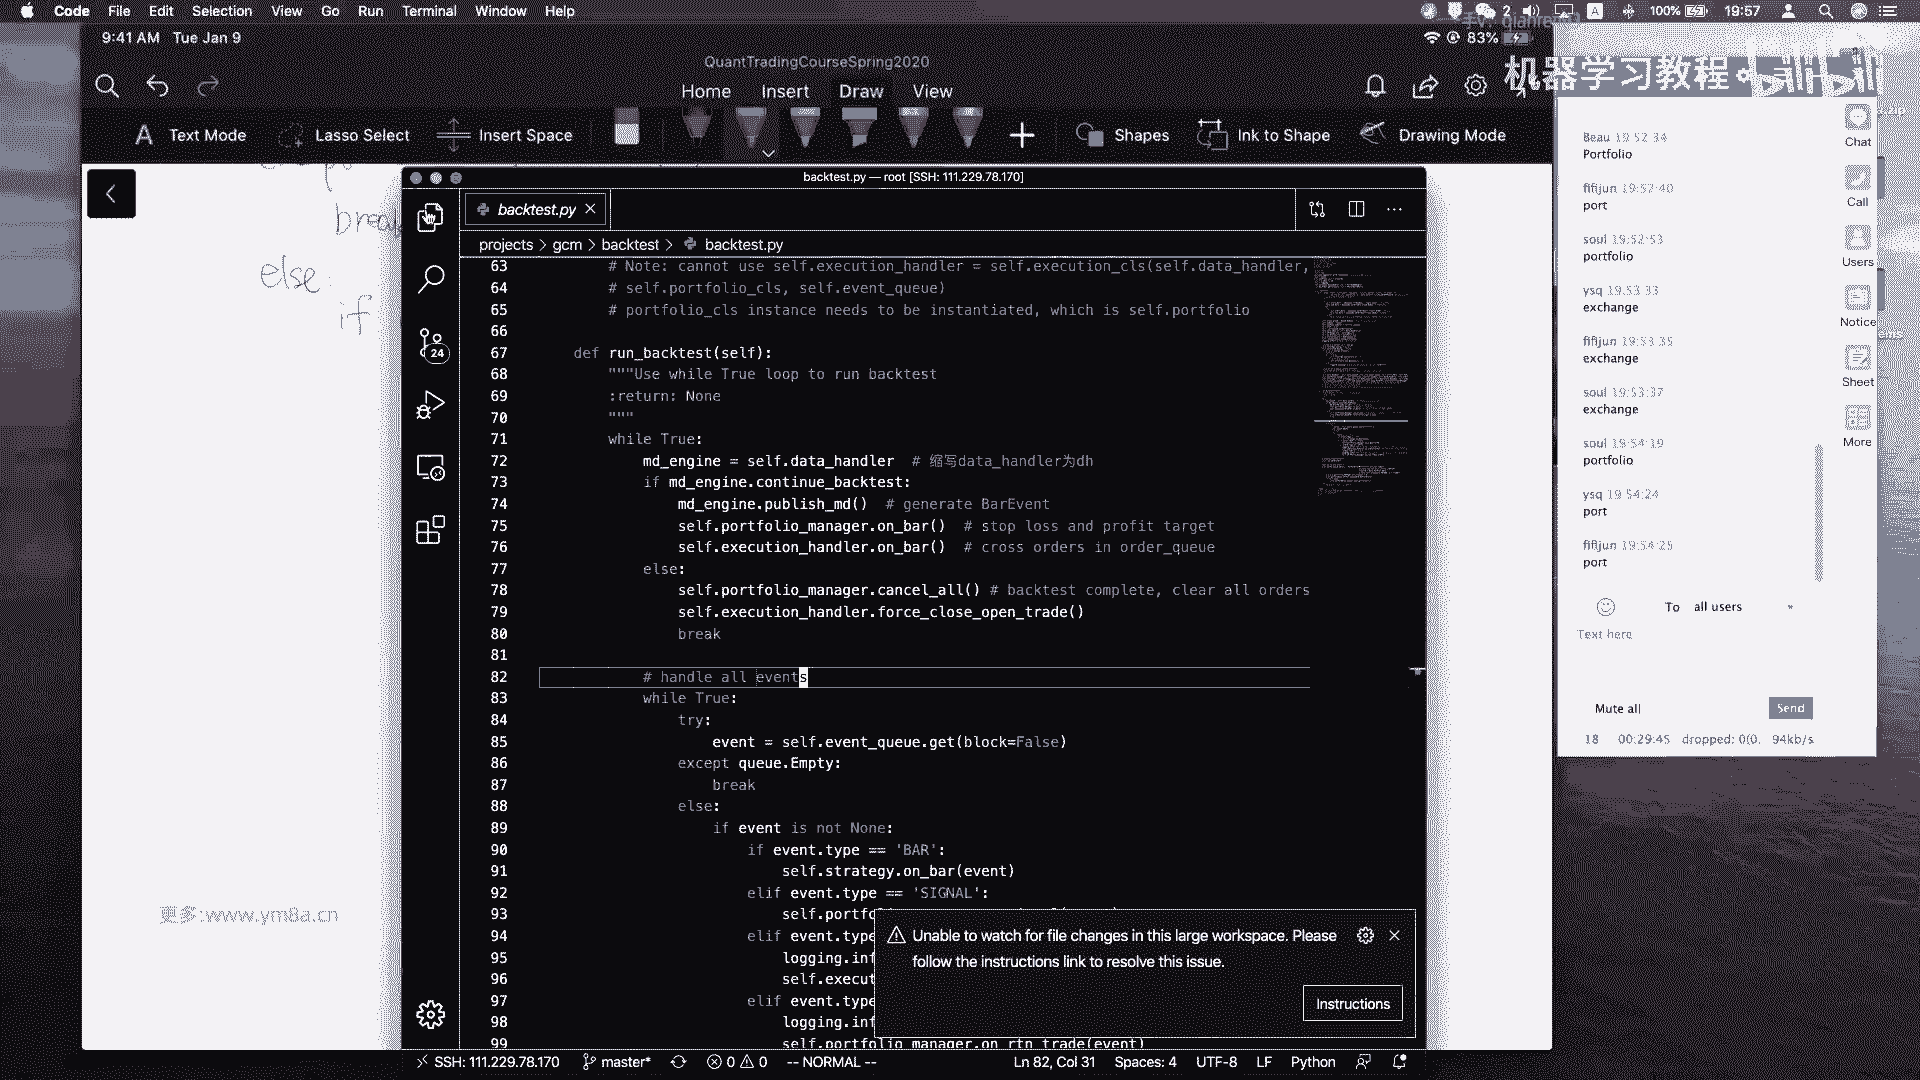 Code File Edit Selection View Go Run Terminal Window Help
2
100%
19:57
9:41 AM Tue Jan 9
83%
QuantTradingCourseSpring2020
Home Insert Draw View
机器学习教程
bilibili
Text Mode Lasso Select Insert Space Shapes Ink to Shape Drawing Mode
else:
if
backtest.py — root [SSH: 111.229.78.170]
backtest.py
projects > gcm > backtest > backtest.py
63 # Note: cannot use self.execution_handler = self.execution_cls(self.data_handler,
64 # self.portfolio_cls, self.event_queue)
65 # portfolio_cls instance needs to be instantiated, which is self.portfolio
66
67 def run_backtest(self):
68 """Use while True loop to run backtest
69 :return: None
70 """
71 while True:
72 md_engine = self.data_handler # 缩写data_handler为dh
73 if md_engine.continue_backtest:
74 md_engine.publish_md() # generate BarEvent
75 self.portfolio_manager.on_bar() # stop loss and profit target
76 self.execution_handler.on_bar() # cross orders in order_queue
77 else:
78 self.portfolio_manager.cancel_all() # backtest complete, clear all orders
79 self.execution_handler.force_close_open_trade()
80 break
81
82 # handle all events
83 while True:
84 try:
85 event = self.event_queue.get(block=False)
86 except queue.Empty:
87 break
88 else:
89 if event is not None:
90 if event.type == 'BAR':
91 self.strategy.on_bar(event)
92 elif event.type == 'SIGNAL':
93 self.portf
94 elif event.type
95 logging.inf
96 self.execut
97 elif event.type
98 logging.inf
99 self.portfolio_manager.on_rtn_trade(event)
24
Unable to watch for file changes in this large workspace. Please
follow the instructions link to resolve this issue.
Instructions
SSH: 111.229.78.170 master* 0 0 -- NORMAL -- Ln 82, Col 31 Spaces: 4 UTF-8 LF Python
更多:www.ym8a.cn
Beau 19:52:34
Portfolio
fifijun 19:52:40
port
soul 19:52:53
portfolio
ysq 19:53:33
exchange
fifijun 19:53:35
exchange
soul 19:53:37
exchange
soul 19:54:19
portfolio
ysq 19:54:24
port
fifijun 19:54:25
port
To all users
Text here
Mute all
Send
18 00:29:45 dropped: 0(0. 94kb/s
Chat
Call
Users
Notice
Sheet
More